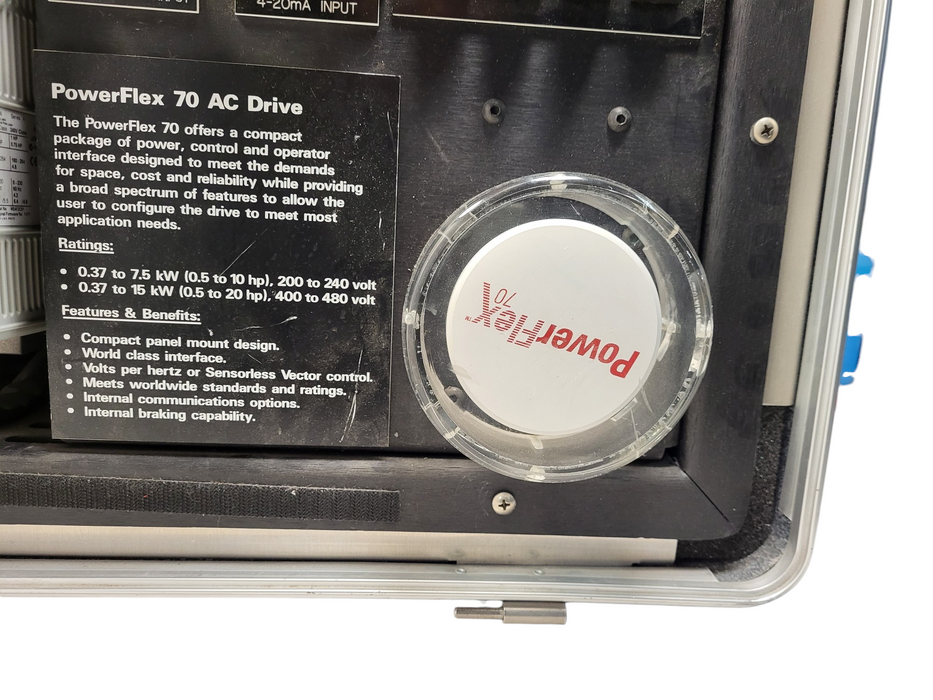 4-20mA INPUT
PowerFlex 70 AC Drive
The PowerFlex 70 offers a compact
package of power, control and operator
interface designed to meet the demands
for space, cost and reliability while providing
a broad spectrum of features to allow the
user to configure the drive to meet most
application needs.
Ratings:
• 0.37 to 7.5 kW (0.5 to 10 hp), 200 to 240 volt
• 0.37 to 15 kW (0.5 to 20 hp), 400 to 480 volt
Features & Benefits:
• Compact panel mount design.
• World class interface.
• Volts per hertz or Sensorless Vector control.
• Meets worldwide standards and ratings.
• Internal communications options.
• Internal braking capability.
PowerFlex™
70